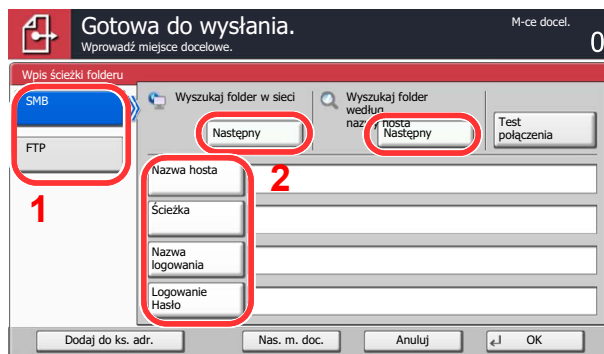 Gotowa do wysłania.
Wprowadź miejsce docelowe.
M-ce docel.
0
Wpis ścieżki folderu
SMB
FTP
1
Wyszukaj folder w sieci
Następny
Wyszukaj folder
według
nazwy hosta
Następny
Test
połączenia
2
Nazwa hosta
Ścieżka
Nazwa
logowania
Logowanie
Hasło
Dodaj do ks. adr.
Nas. m. doc.
Anuluj
OK